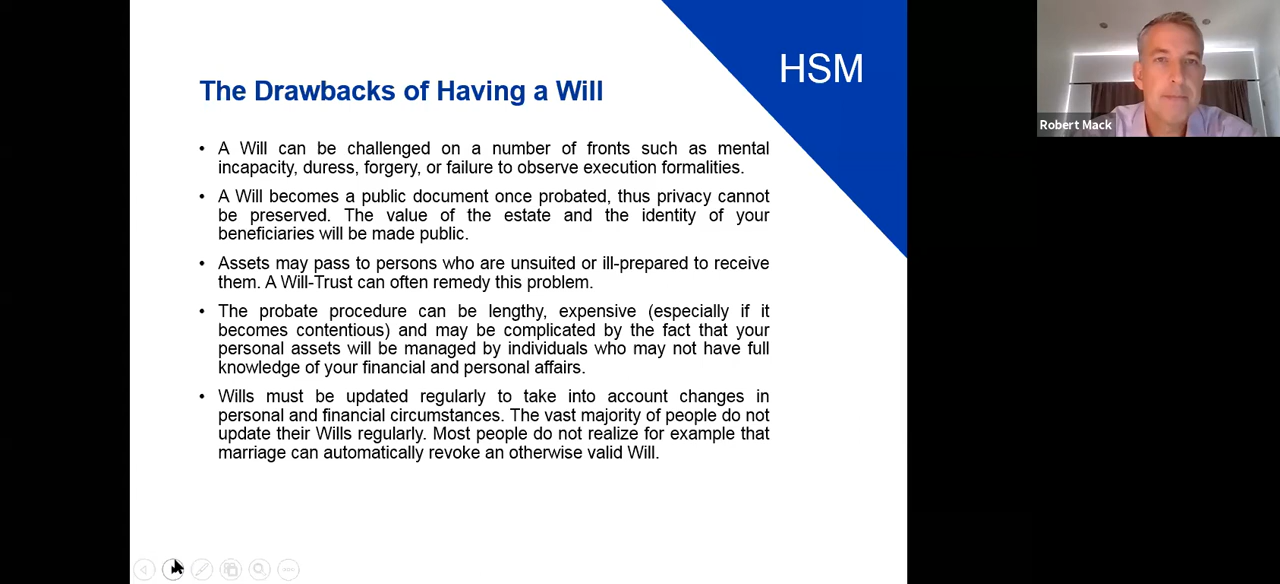 HSM
The Drawbacks of Having a Will
• A Will can be challenged on a number of fronts such as mental
incapacity, duress, forgery, or failure to observe execution formalities.
• A Will becomes a public document once probated, thus privacy cannot
be preserved. The value of the estate and the identity of your
beneficiaries will be made public.
• Assets may pass to persons who are unsuited or ill-prepared to receive
them. A Will-Trust can often remedy this problem.
• The probate procedure can be lengthy, expensive (especially if it
becomes contentious) and may be complicated by the fact that your
personal assets will be managed by individuals who may not have full
knowledge of your financial and personal affairs.
• Wills must be updated regularly to take into account changes in
personal and financial circumstances. The vast majority of people do not
update their Wills regularly. Most people do not realize for example that
marriage can automatically revoke an otherwise valid Will.
Robert Mack